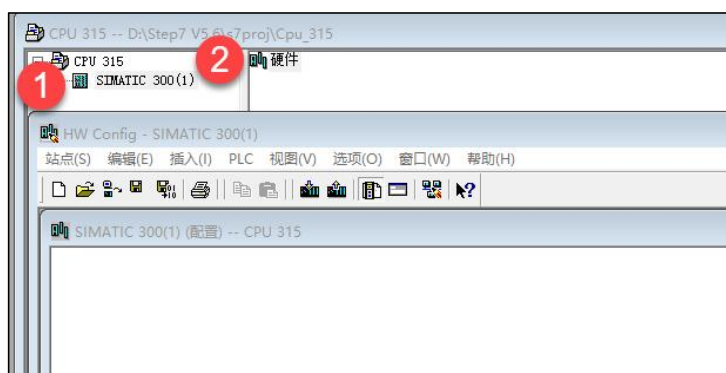 CPU 315 -- D:\Step7 V5.6\s7proj\Cpu_315
CPU 315
2
硬件
1
SIMATIC 300(1)
HW Config - SIMATIC 300(1)
站点(S) 编辑(E) 插入(I) PLC 视图(V) 选项(O) 窗口(W) 帮助(H)
SIMATIC 300(1) (配置) -- CPU 315